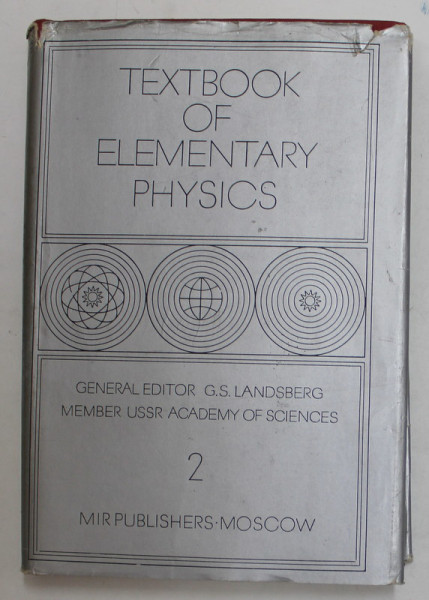 TEXTBOOK
OF
ELEMENTARY
PHYSICS
GENERAL EDITOR G.S. LANDSBERG
MEMBER USSR ACADEMY OF SCIENCES
2
MIR PUBLISHERS·MOSCOW